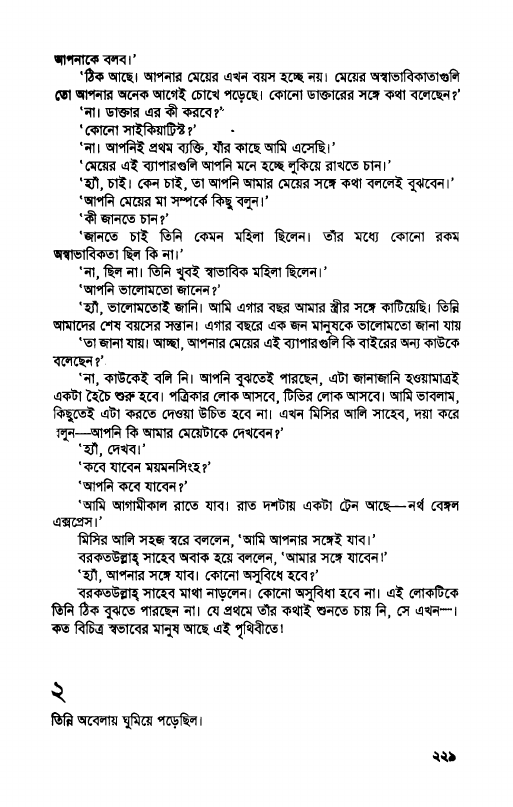 আপনাকে বলব।’
‘ঠিক আছে। আপনার মেয়ের এখন বয়স হচ্ছে নয়। মেয়ের অস্বাভাবিকাতাগুলি
তো আপনার অনেক আগেই চোখে পড়েছে। কোনো ডাক্তারের সঙ্গে কথা বলেছেন?’
‘না। ডাক্তার এর কী করবে?’
‘কোনো সাইকিয়াটিস্ট?’
‘না। আপনিই প্রথম ব্যক্তি, যাঁর কাছে আমি এসেছি।’
‘মেয়ের এই ব্যাপারগুলি আপনি মনে হচ্ছে লুকিয়ে রাখতে চান।’
‘হ্যাঁ, চাই। কেন চাই, তা আপনি আমার মেয়ের সঙ্গে কথা বললেই বুঝবেন।’
‘আপনি মেয়ের মা সম্পর্কে কিছু বলুন।’
‘কী জানতে চান?’
‘জানতে চাই তিনি কেমন মহিলা ছিলেন। তাঁর মধ্যে কোনো রকম
অস্বাভাবিকতা ছিল কি না।’
‘না, ছিল না। তিনি খুবই স্বাভাবিক মহিলা ছিলেন।’
‘আপনি ভালোমতো জানেন?’
‘হ্যাঁ, ভালোমতোই জানি। আমি এগার বছর আমার স্ত্রীর সঙ্গে কাটিয়েছি। তিন্নি
আমাদের শেষ বয়সের সন্তান। এগার বছরে এক জন মানুষকে ভালোমতো জানা যায়
‘তা জানা যায়। আচ্ছা, আপনার মেয়ের এই ব্যাপারগুলি কি বাইরের অন্য কাউকে
বলেছেন?’
‘না, কাউকেই বলি নি। আপনি বুঝতেই পারছেন, এটা জানাজানি হওয়ামাত্রই
একটা হৈচৈ শুরু হবে। পত্রিকার লোক আসবে, টিভির লোক আসবে। আমি ভাবলাম,
কিছুতেই এটা করতে দেওয়া উচিত হবে না। এখন মিসির আলি সাহেব, দয়া করে
বলুন—আপনি কি আমার মেয়েটাকে দেখবেন?’
‘হ্যাঁ, দেখব।’
‘কবে যাবেন ময়মনসিংহ?’
‘আপনি কবে যাবেন?’
‘আমি আগামীকাল রাতে যাব। রাত দশটায় একটা ট্রেন আছে—নর্থ বেঙ্গল
এক্সপ্রেস।’
মিসির আলি সহজ স্বরে বললেন, ‘আমি আপনার সঙ্গেই যাব।’
বরকতউল্লাহ্ সাহেব অবাক হয়ে বললেন, ‘আমার সঙ্গে যাবেন!’
‘হ্যাঁ, আপনার সঙ্গে যাব। কোনো অসুবিধে হবে?’
বরকতউল্লাহ্ সাহেব মাথা নাড়লেন। কোনো অসুবিধা হবে না। এই লোকটিকে
তিনি ঠিক বুঝতে পারছেন না। যে প্রথমে তাঁর কথাই শুনতে চায় নি, সে এখন—।
কত বিচিত্র স্বভাবের মানুষ আছে এই পৃথিবীতে!
২
তিন্নি অবেলায় ঘুমিয়ে পড়েছিল।
২২৯